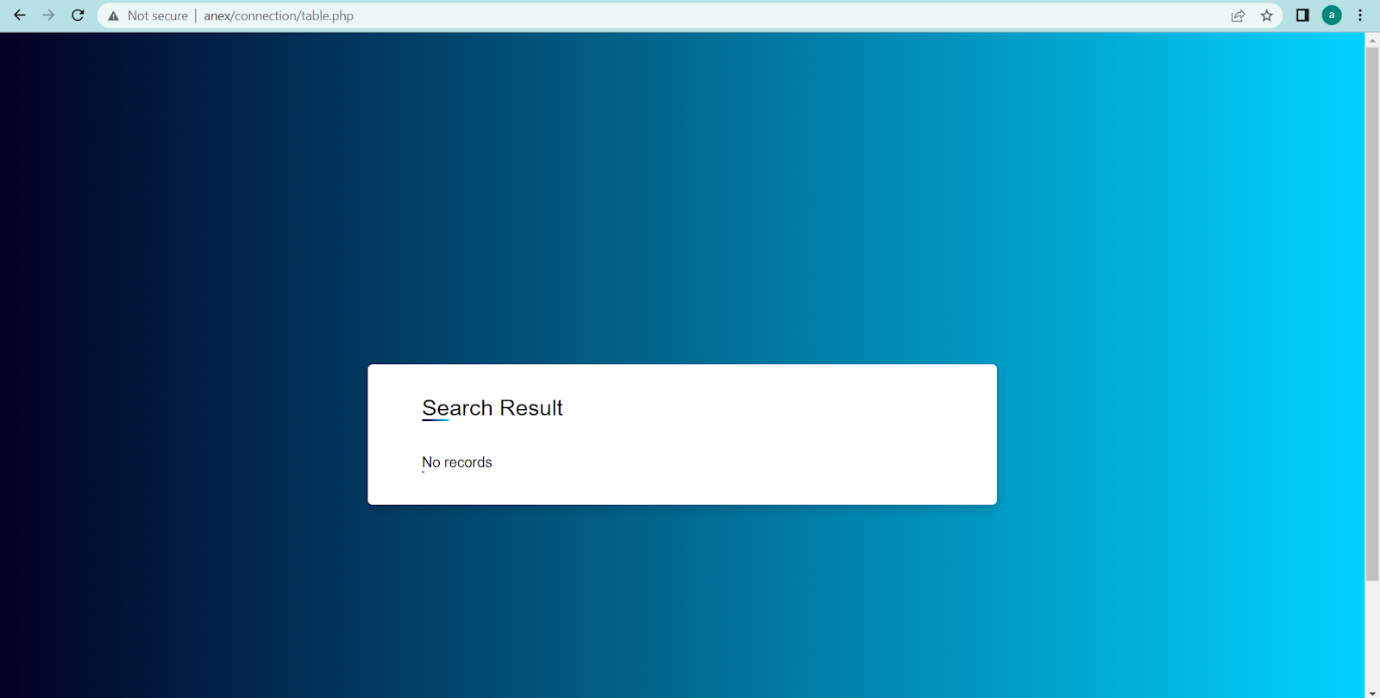 Not secure | anex/connection/table.php
a
Search Result
No records